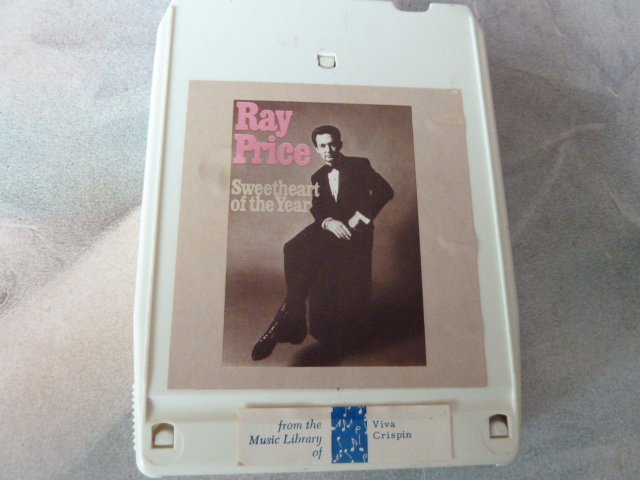 Ray
Price
Sweetheart
of the Year
from the
Music Library
of
Viva
Crispin